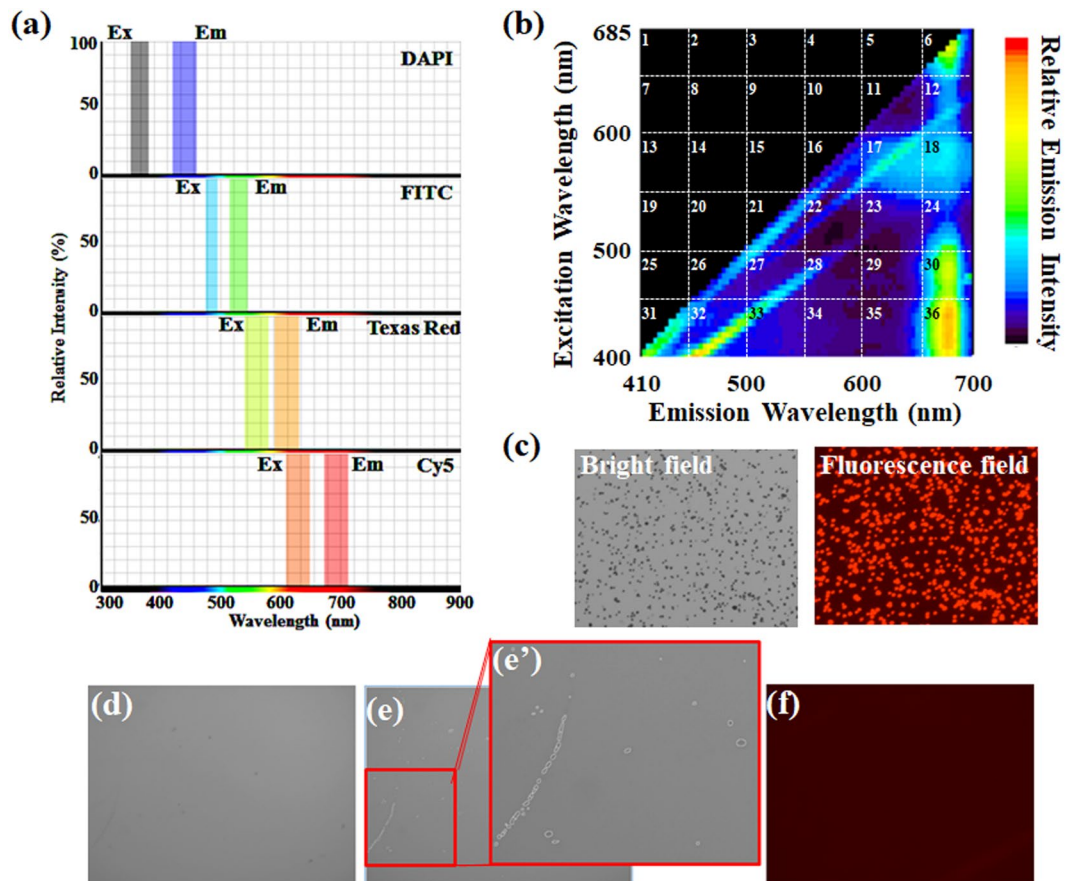 (a)
Ex
Em
100
DAPI
50
0
Ex
Em
FITC
50
0
Ex
Em
Texas Red
50
0
Ex
Em
Cy5
50
0
300 400 500 600 700 800 900
Wavelength (nm)
Relative Intensity (%)
(b)
685
600
500
400
Excitation Wavelength (nm)
1 2 3 4 5 6
7 8 9 10 11 12
13 14 15 16 17 18
19 20 21 22 23 24
25 26 27 28 29 30
31 32 33 34 35 36
410 500 600 700
Emission Wavelength (nm)
Relative Emission Intensity
(c)
Bright field
Fluorescence field
(d)
(e)
(e’)
(f)